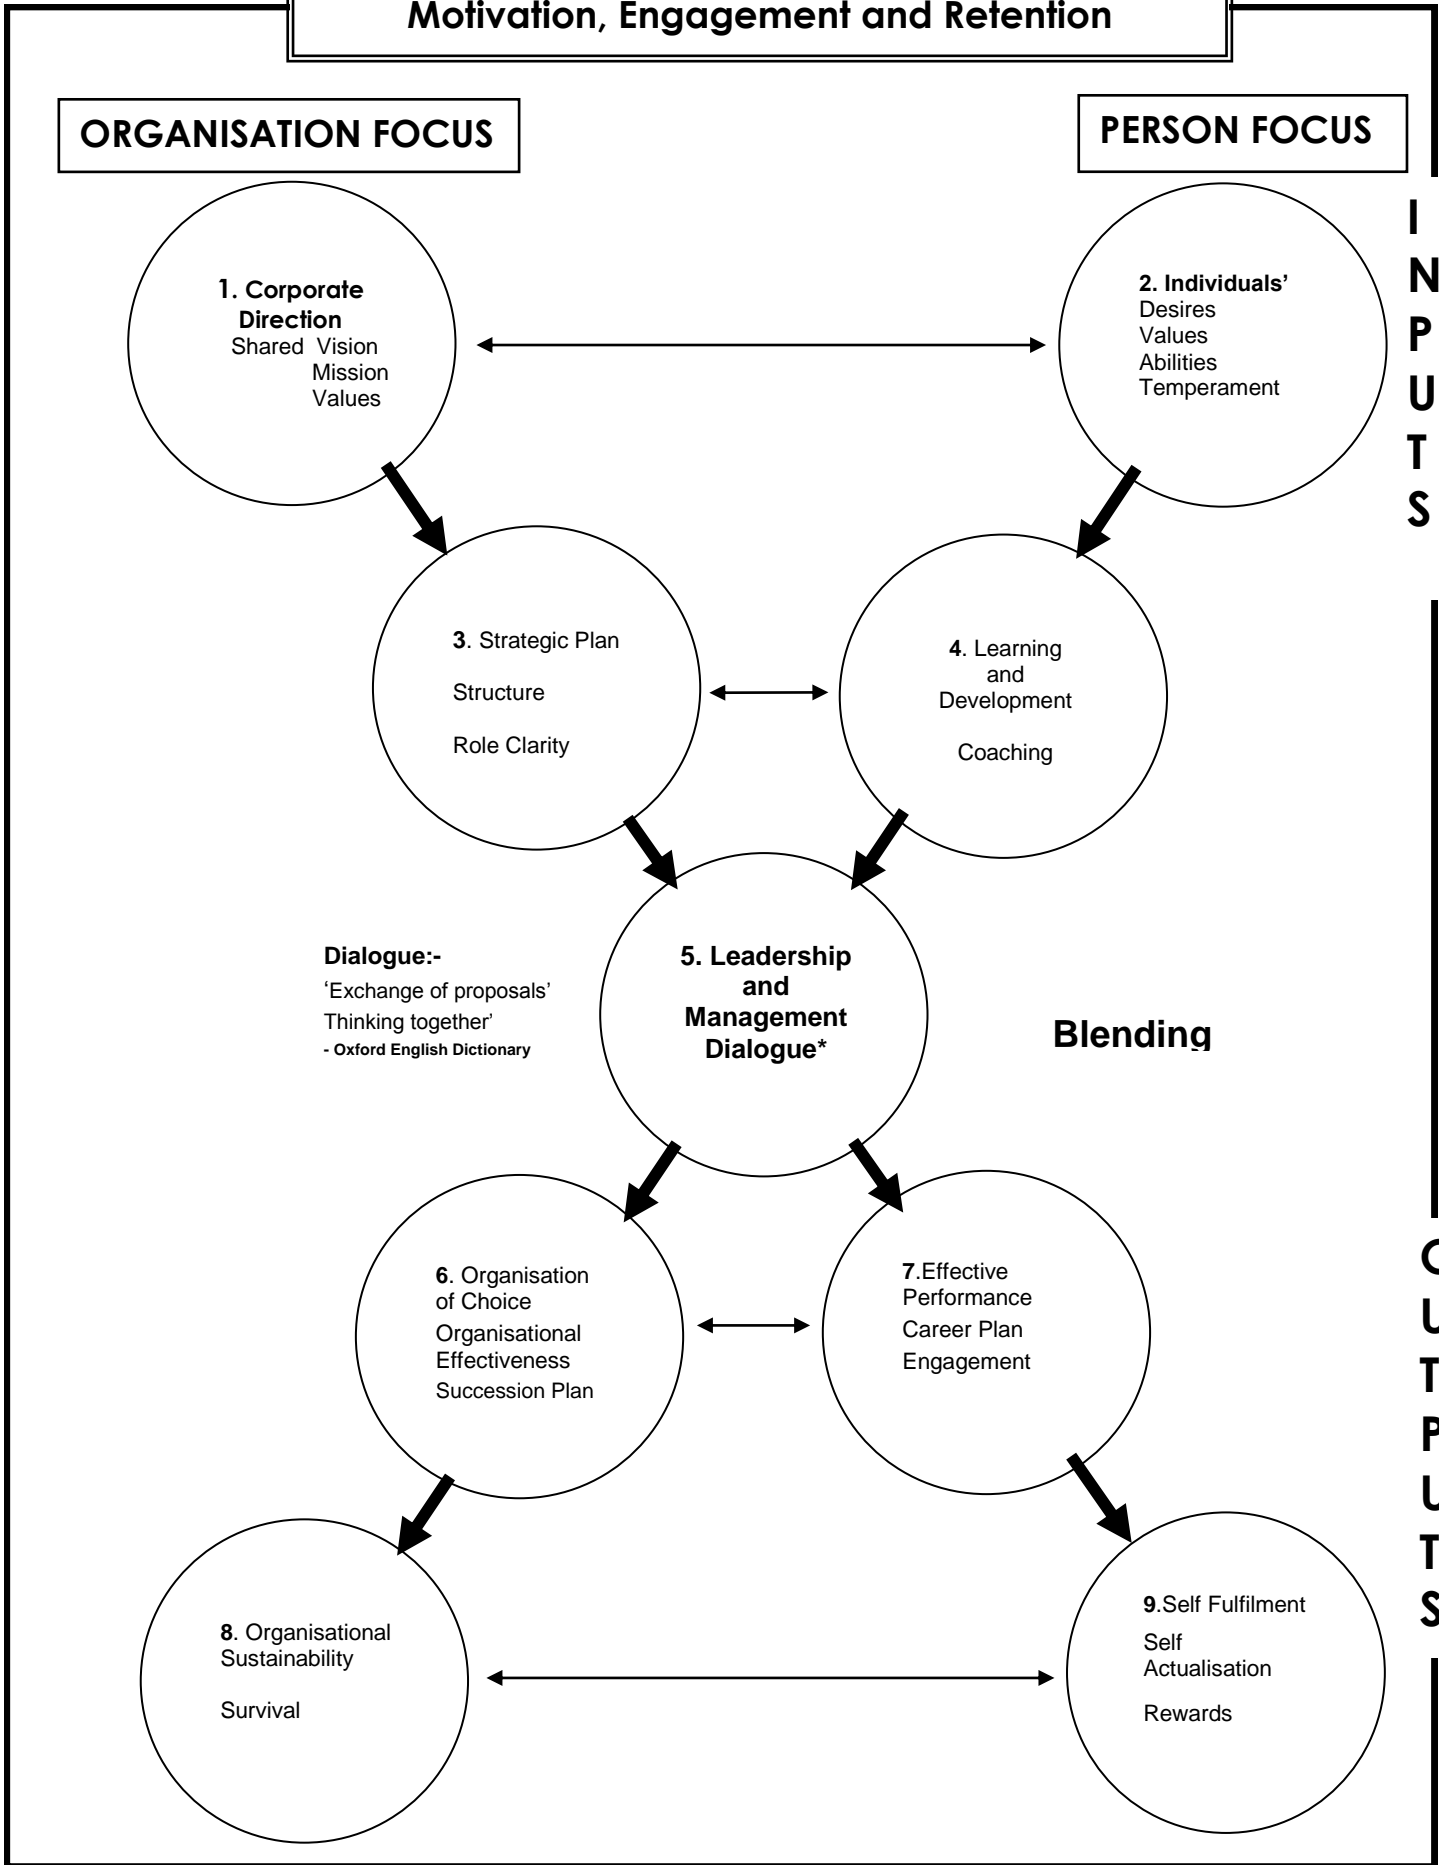 Motivation, Engagement and Retention
ORGANISATION FOCUS
PERSON FOCUS
I
N
P
U
T
S
1. Corporate
Direction
Shared Vision
Mission
Values
2. Individuals’
Desires
Values
Abilities
Temperament
3. Strategic Plan
Structure
Role Clarity
4. Learning
and
Development
Coaching
Dialogue:-
‘Exchange of proposals’
Thinking together’
- Oxford English Dictionary
5. Leadership
and
Management
Dialogue*
Blending
6. Organisation
of Choice
Organisational
Effectiveness
Succession Plan
7.Effective
Performance
Career Plan
Engagement
O
U
T
P
U
T
S
8. Organisational
Sustainability
Survival
9.Self Fulfilment
Self
Actualisation
Rewards